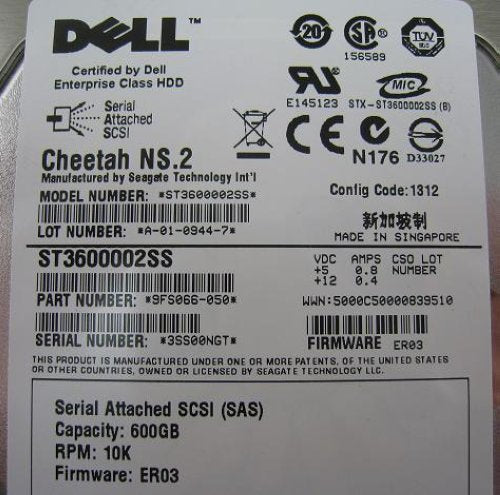 DELL™
Certified by Dell
Enterprise Class HDD
20
SA
156589
TUV
E145123
MIC
STX-ST3600002SS (B)
Serial
Attached
SCSI
CE
N176
D33027
Cheetah NS.2
Manufactured by Seagate Technology Int'l
MODEL NUMBER: *ST3600002SS*
Config Code: 1312
LOT NUMBER: *A-01-0944-7*
新加坡制
MADE IN SINGAPORE
ST3600002SS
VDC AMPS CSO LOT
+5 0.8 NUMBER
+12 0.4
PART NUMBER: *9FS066-050*
WWN:5000C50000839510
SERIAL NUMBER: *3SS00NGT*
FIRMWARE ER03
THIS PRODUCT IS MANUFACTURED UNDER ONE OR MORE PATENTS, OF THE UNITED STATES
OR OTHER COUNTRIES, OWNED OR LICENSED BY SEAGATE TECHNOLOGY LLC.
Serial Attached SCSI (SAS)
Capacity: 600GB
RPM: 10K
Firmware: ER03